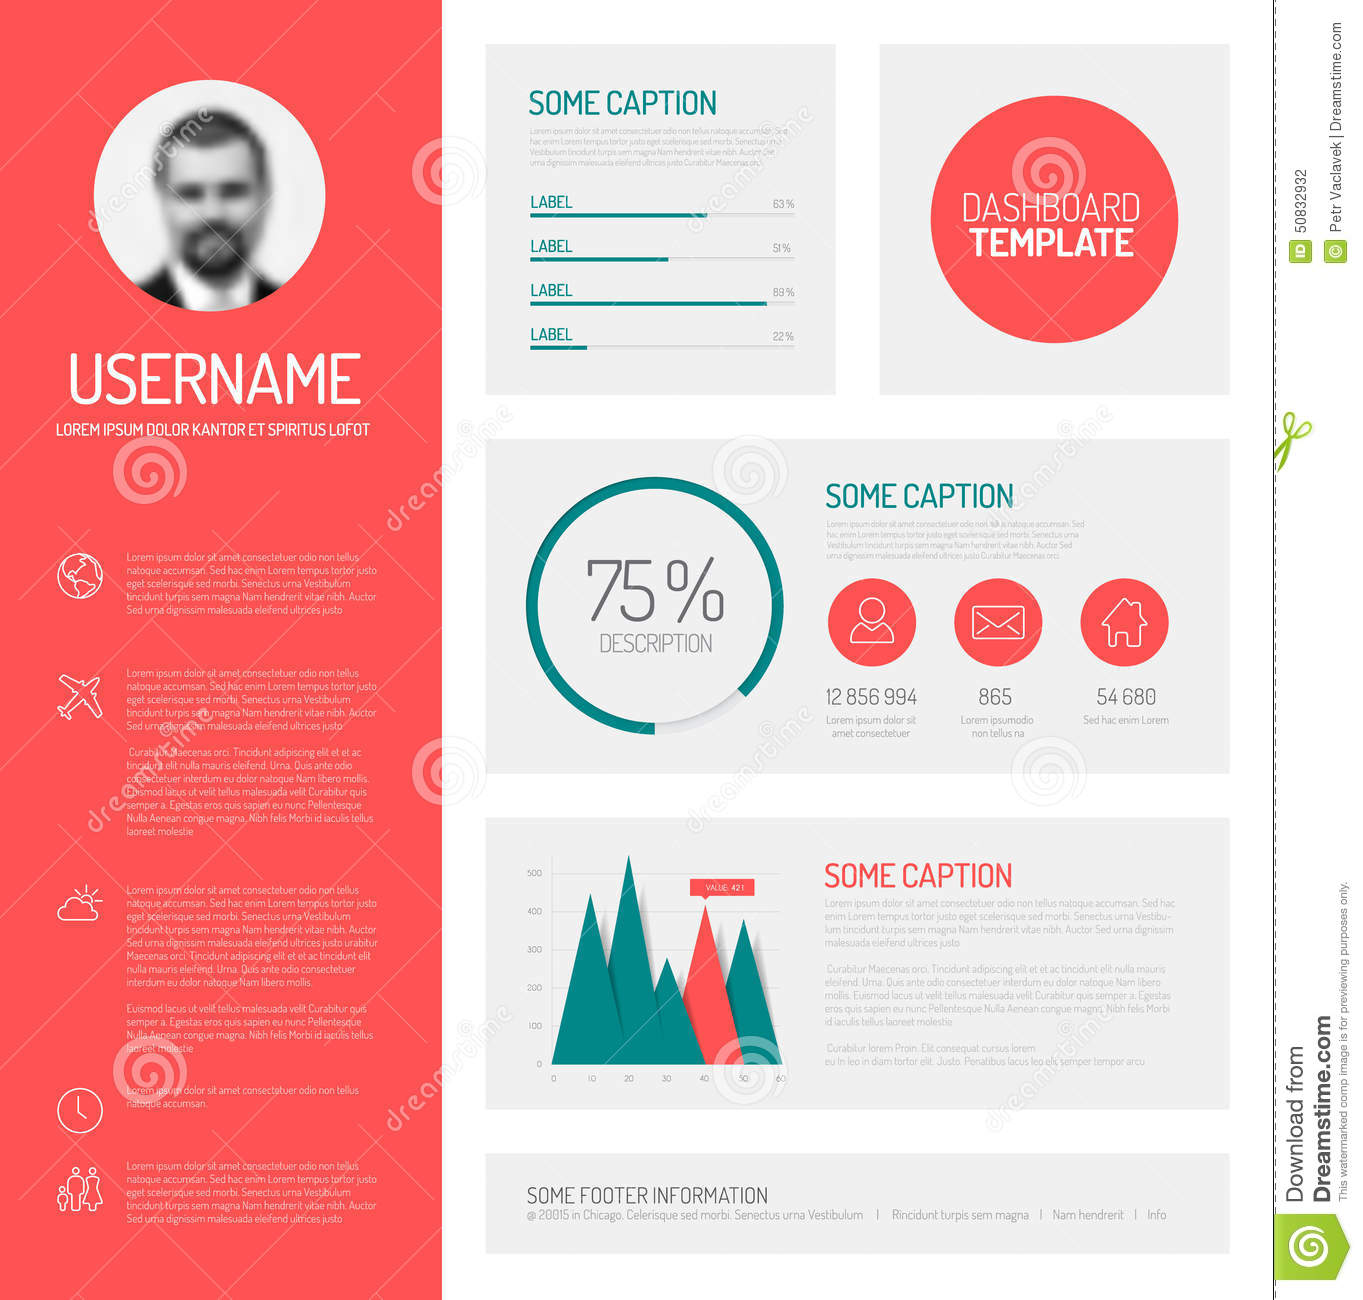 USERNAME
LOREM IPSUM DOLOR KANTOR ET SPIRITUS LOFOT
Lorem ipsum dolor sit amet consectetuer odio non tellus
natoque accumsan. Sed hac enim Lorem tempus tortor justo
eget scelerisque sed morbi. Senectus urna Vestibulum
tincidunt turpis sem magna Nam hendrerit vitae nibh. Auctor
Sed urna dignissim malesuada elefend ultricies justo
Lorem ipsum dolor sit amet consectetuer odio non tellus
natoque accumsan. Sed hac enim Lorem tempus tortor justo
eget scelerisque sed morbi. Senectus urna Vestibulum
tincidunt turpis sem magna Nam hendrerit vitae nibh. Auctor
Sed urna dignissim malesuada elefend ultricies justo
Curabitur Maecenas orci. Tincidunt adipiscing elit et et ac
tincidunt elit nulla mauris eleifend. Urna. Quis ante odio
consectetuer interdum eu dolor natoque Nam libero mollis.
Euismod lacus ut velit malesuada malesuada Curabitur quis
semper a. Egestas eros quis sapien eu nunc Pellentesque
Nulla Aenean congue magna. Nibh felis Morbi id iaculis justo
laoreet molestie
Lorem ipsum dolor sit amet consectetuer odio non tellus
natoque accumsan. Sed hac enim Lorem tempus tortor justo
eget scelerisque sed morbi. Senectus urna Vestibulum
tincidunt turpis sem magna Nam hendrerit vitae nibh. Auctor
Sed urna dignissim malesuada elefend ultricies justo urabitur
Maecenas orci. Tincidunt adipiscing elit et et ac tincidunt elit
nulla mauris eleifend. Urna. Quis ante odio consectetuer
interdum eu dolor natoque Nam libero mollis.
Euismod lacus ut velit malesuada malesuada Curabitur quis
semper a. Egestas eros quis sapien eu nunc Pellentesque
Nulla Aenean congue magna. Nibh felis Morbi id iaculis justo
laoreet molestie
Lorem ipsum dolor sit amet consectetuer odio non tellus
natoque accumsan.
Lorem ipsum dolor sit amet consectetuer odio non tellus
natoque accumsan. Sed hac enim Lorem tempus tortor justo
eget scelerisque sed morbi. Senectus urna Vestibulum
tincidunt turpis sem magna Nam hendrerit vitae nibh. Auctor
Sed urna dignissim malesuada elefend ultricies justo
SOME CAPTION
Lorem ipsum dolor sit amet consectetuer odio non tellus natoque accumsan. Sed
hac enim Lorem tempus tortor justo eget scelerisque sed morbi. Senectus urna
Vestibulum tincidunt turpis sem magna Nam hendrerit vitae nibh. Auctor Sed
urna dignissim malesuada eleifend ultrices justo Curabitur Maecenas orci.
LABEL 63 %
LABEL 51 %
LABEL 89 %
LABEL 22 %
DASHBOARD
TEMPLATE
75 %
DESCRIPTION
SOME CAPTION
Lorem ipsum dolor sit amet consectetuer odio non tellus natoque accumsan. Sed
hac enim Lorem tempus tortor justo eget scelerisque sed morbi. Senectus urna
Vestibulum tincidunt turpis sem magna Nam hendrerit vitae nibh. Auctor Sed
urna dignissim malesuada eleifend ultrices justo Curabitur Maecenas orci.
12 856 994
Lorem ipsum dolor sit
amet consectetuer
865
Lorem ipsumodio
non tellus na
54 680
Sed hac enim Lorem
500
400
300
200
100
0
0 10 20 30 40 50 60
VALUE: 421
SOME CAPTION
Lorem ipsum dolor sit amet consectetuer odio non tellus natoque accumsan. Sed hac
enim Lorem tempus tortor justo eget scelerisque sed morbi. Senectus urna Vestibu-
lum tincidunt turpis sem magna Nam hendrerit vitae nibh. Auctor Sed urna dignissim
malesuada eleifend ultrices justo
Curabitur Maecenas orci. Tincidunt adipiscing elit et et ac tincidunt elit nulla mauris
eleifend. Urna. Quis ante odio consectetuer interdum eu dolor natoque Nam libero
mollis. Euismod lacus ut velit malesuada malesuada Curabitur quis semper a. Egestas
eros quis sapien eu nunc Pellentesque Nulla Aenean congue magna. Nibh felis Morbi
id iaculis justo laoreet molestie
Curabitur lorem Proin. Elit consequat cursus lorem
eu In leo id aliquam ac. Penatibus lacus leo elit semper tempor arcu
SOME FOOTER INFORMATION
@ 20015 in Chicago. Celerisque sed morbi. Senectus urna Vestibulum | Rincidunt turpis sem magna | Nam hendrerit | Info
ID 50832932
© Petr Vaclavek | Dreamstime.com
Download from
Dreamstime.com
This watermarked comp image is for previewing purposes only.
dreamstime
dreamstime
dreamstime
dreamstime
dreamstime
dreamstime
dreamstime
dreamstime